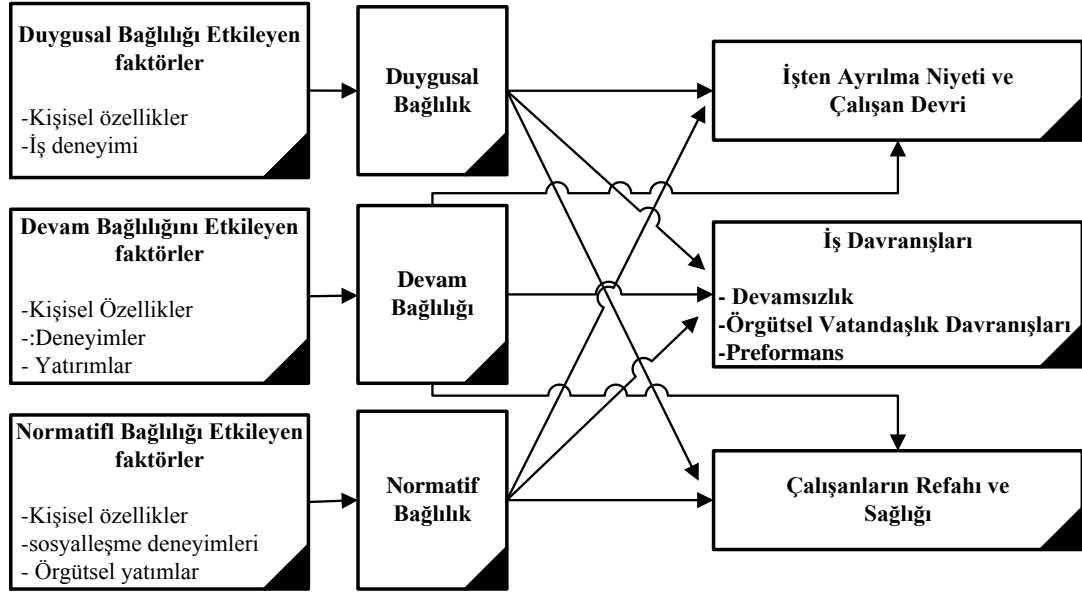 Duygusal Bağlılığı Etkileyen
faktörler
-Kişisel özellikler
-İş deneyimi
Duygusal
Bağlılık
İşten Ayrılma Niyeti ve
Çalışan Devri
Devam Bağlılığını Etkileyen
faktörler
-Kişisel Özellikler
-:Deneyimler
- Yatırımlar
Devam
Bağlılığı
İş Davranışları
- Devamsızlık
-Örgütsel Vatandaşlık Davranışları
-Preformans
Normatifl Bağlılığı Etkileyen
faktörler
-Kişisel özellikler
-sosyalleşme deneyimleri
- Örgütsel yatımlar
Normatif
Bağlılık
Çalışanların Refahı ve
Sağlığı